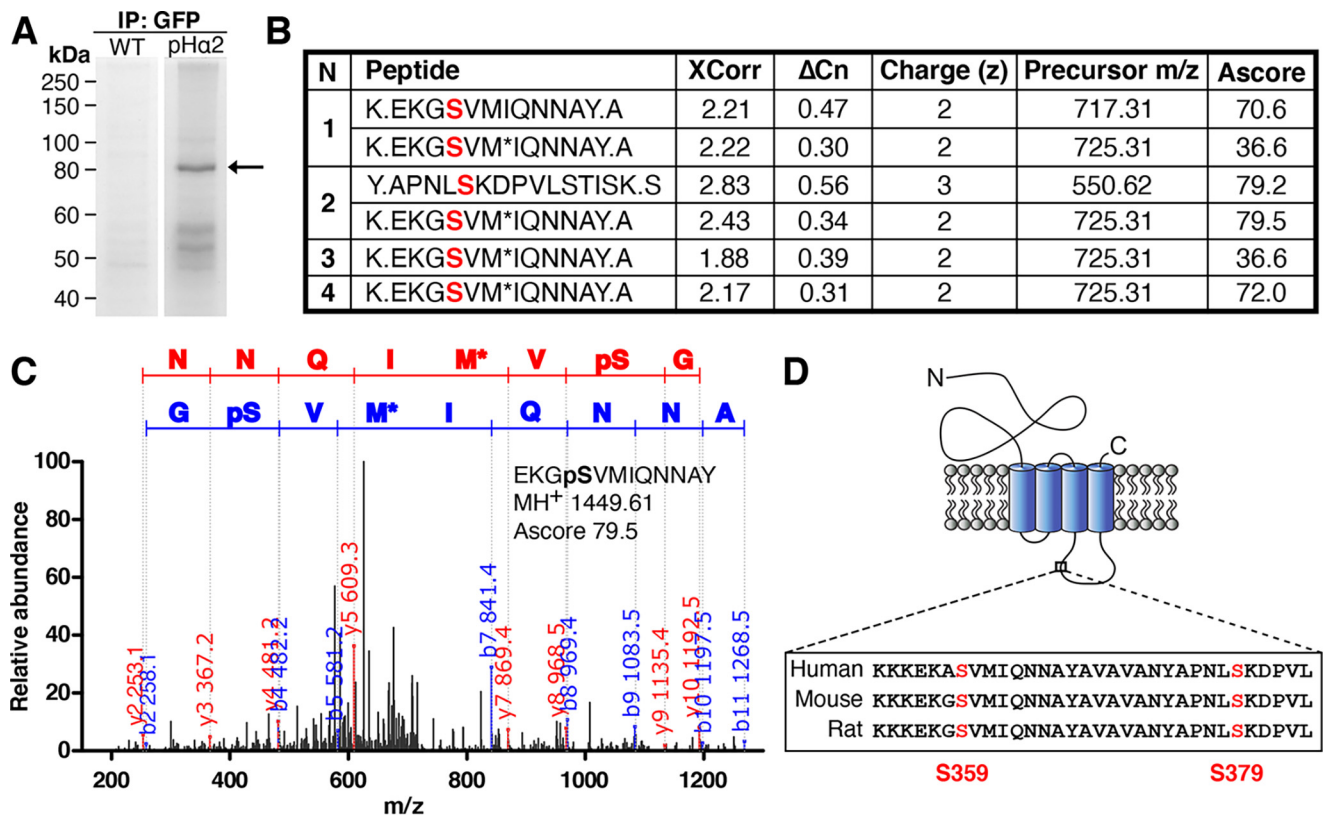 A
IP: GFP
WT pHα2
kDa
250
150
100
80
60
50
40
B
N Peptide XCorr ΔCn Charge (z) Precursor m/z Ascore
1 K.EKGSVMIQNNAY.A 2.21 0.47 2 717.31 70.6
K.EKGSVM*IQNNAY.A 2.22 0.30 2 725.31 36.6
2 Y.APNLSKDPVLSTISK.S 2.83 0.56 3 550.62 79.2
K.EKGSVM*IQNNAY.A 2.43 0.34 2 725.31 79.5
3 K.EKGSVM*IQNNAY.A 1.88 0.39 2 725.31 36.6
4 K.EKGSVM*IQNNAY.A 2.17 0.31 2 725.31 72.0
C
N N Q I M* V pS G
G pS V M* I Q N N A
EKGpSVMIQNNAY
MH+ 1449.61
Ascore 79.5
Relative abundance
100
80
60
40
20
0
y2 253.1
b2 258.1
y3 367.2
y4 481.2
b4 482.2
b5 581.2
y5 609.3
b7 841.4
y7 869.4
y8 968.5
b8 969.4
b9 1083.5
y9 1135.4
y10 1192.5
b10 1197.5
b11 1268.5
200 400 600 800 1000 1200
m/z
D
N
C
Human KKKEKASVMIQNNAYAVAVANYAPNLSKDPVL
Mouse KKKEKGSVMIQNNAYAVAVANYAPNLSKDPVL
Rat KKKEKGSVMIQNNAYAVAVANYAPNLSKDPVL
S359 S379